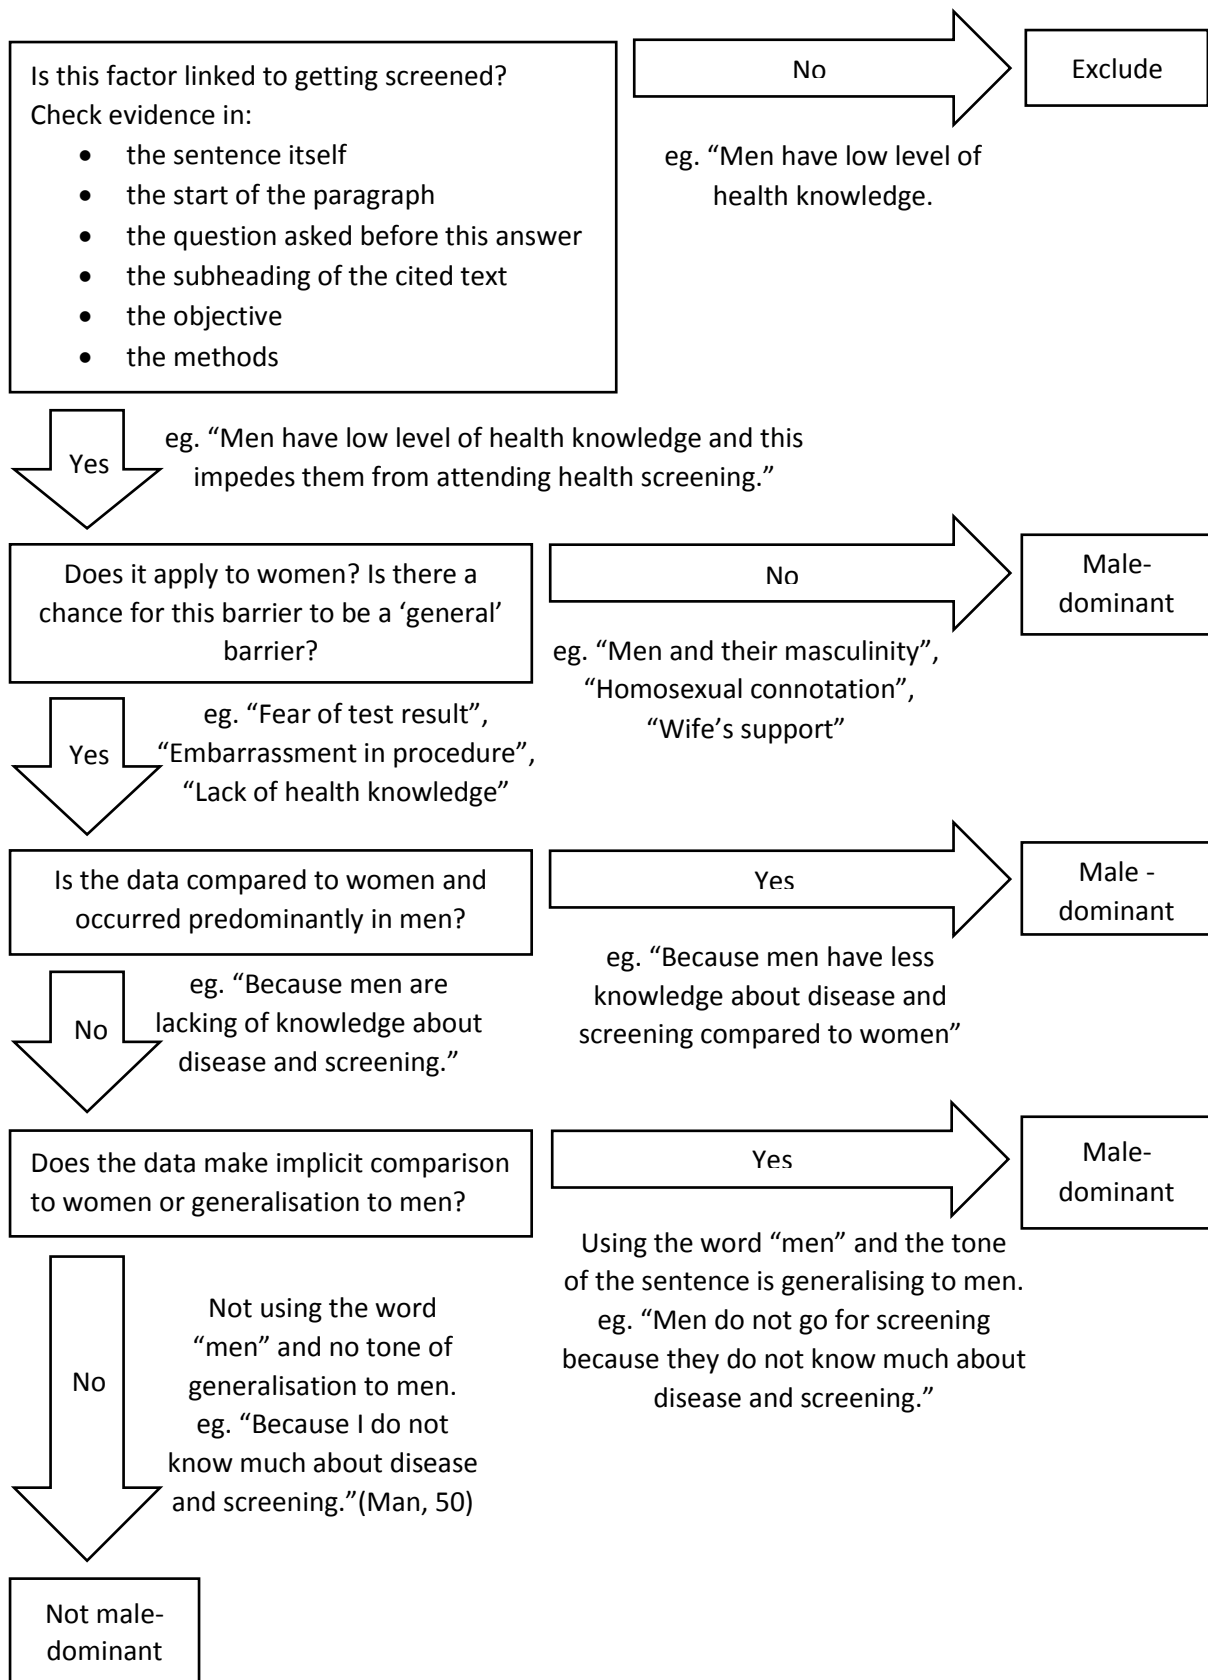 Is this factor linked to getting screened?
Check evidence in:
• the sentence itself
• the start of the paragraph
• the question asked before this answer
• the subheading of the cited text
• the objective
• the methods
No
Exclude
eg. “Men have low level of
health knowledge.
Yes
eg. “Men have low level of health knowledge and this
impedes them from attending health screening.”
Does it apply to women? Is there a
chance for this barrier to be a ‘general’
barrier?
No
Male-
dominant
eg. “Men and their masculinity”,
“Homosexual connotation”,
“Wife’s support”
Yes
eg. “Fear of test result”,
“Embarrassment in procedure”,
“Lack of health knowledge”
Is the data compared to women and
occurred predominantly in men?
Yes
Male -
dominant
eg. “Because men have less
knowledge about disease and
screening compared to women”
No
eg. “Because men are
lacking of knowledge about
disease and screening.”
Does the data make implicit comparison
to women or generalisation to men?
Yes
Male-
dominant
Using the word “men” and the tone
of the sentence is generalising to men.
eg. “Men do not go for screening
because they do not know much about
disease and screening.”
No
Not using the word
“men” and no tone of
generalisation to men.
eg. “Because I do not
know much about disease
and screening.”(Man, 50)
Not male-
dominant